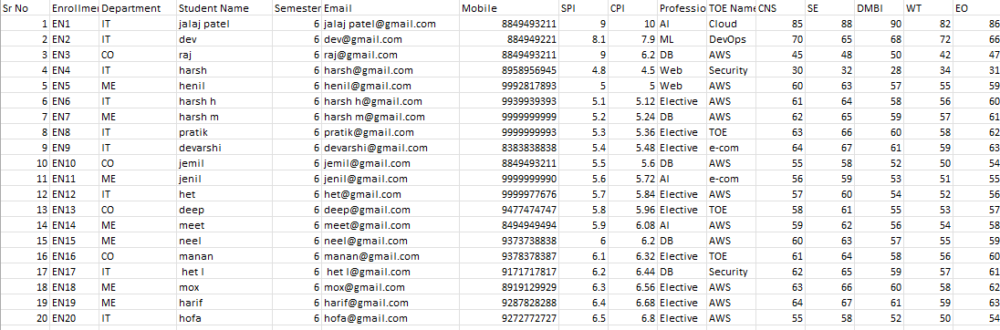 Sr No Enrollmen Department Student Name Semester Email Mobile SPI CPI Professio TOE Name CNS SE DMBI WT EO
1 EN1 IT jalaj patel 6 jalaj patel@gmail.com 8849493211 9 10 AI Cloud 85 88 90 82 86
2 EN2 IT dev 6 dev@gmail.com 884949221 8.1 7.9 ML DevOps 70 65 68 72 66
3 EN3 CO raj 6 raj@gmail.com 8849493211 9 6.2 DB AWS 45 48 50 42 47
4 EN4 IT harsh 6 harsh@gmail.com 8958956945 4.8 4.5 Web Security 30 32 28 34 31
5 EN5 ME henil 6 henil@gmail.com 9992817893 5 5 Web AWS 60 63 57 55 59
6 EN6 IT harsh h 6 harsh h@gmail.com 9939939393 5.1 5.12 Elective AWS 61 64 58 56 60
7 EN7 ME harsh m 6 harsh m@gmail.com 9999999999 5.2 5.24 DB AWS 62 65 59 57 61
8 EN8 IT pratik 6 pratik@gmail.com 9999999993 5.3 5.36 Elective TOE 63 66 60 58 62
9 EN9 IT devarshi 6 devarshi@gmail.com 8383838838 5.4 5.48 Elective e-com 64 67 61 59 63
10 EN10 CO jemil 6 jemil@gmail.com 8849493211 5.5 5.6 DB AWS 55 58 52 50 54
11 EN11 ME jenil 6 jenil@gmail.com 9999999990 5.6 5.72 AI e-com 56 59 53 51 55
12 EN12 IT het 6 het@gmail.com 9999977676 5.7 5.84 Elective AWS 57 60 54 52 56
13 EN13 CO deep 6 deep@gmail.com 9477474747 5.8 5.96 Elective TOE 58 61 55 53 57
14 EN14 ME meet 6 meet@gmail.com 8494949494 5.9 6.08 AI AWS 59 62 56 54 58
15 EN15 ME neel 6 neel@gmail.com 9373738838 6 6.2 DB AWS 60 63 57 55 59
16 EN16 CO manan 6 manan@gmail.com 9378378387 6.1 6.32 Elective TOE 61 64 58 56 60
17 EN17 IT het l 6 het l@gmail.com 9171717817 6.2 6.44 DB Security 62 65 59 57 61
18 EN18 ME mox 6 mox@gmail.com 8919129929 6.3 6.56 Elective AWS 63 66 60 58 62
19 EN19 ME harif 6 harif@gmail.com 9287828288 6.4 6.68 Elective AWS 64 67 61 59 63
20 EN20 IT hofa 6 hofa@gmail.com 9272772727 6.5 6.8 Elective AWS 55 58 52 50 54